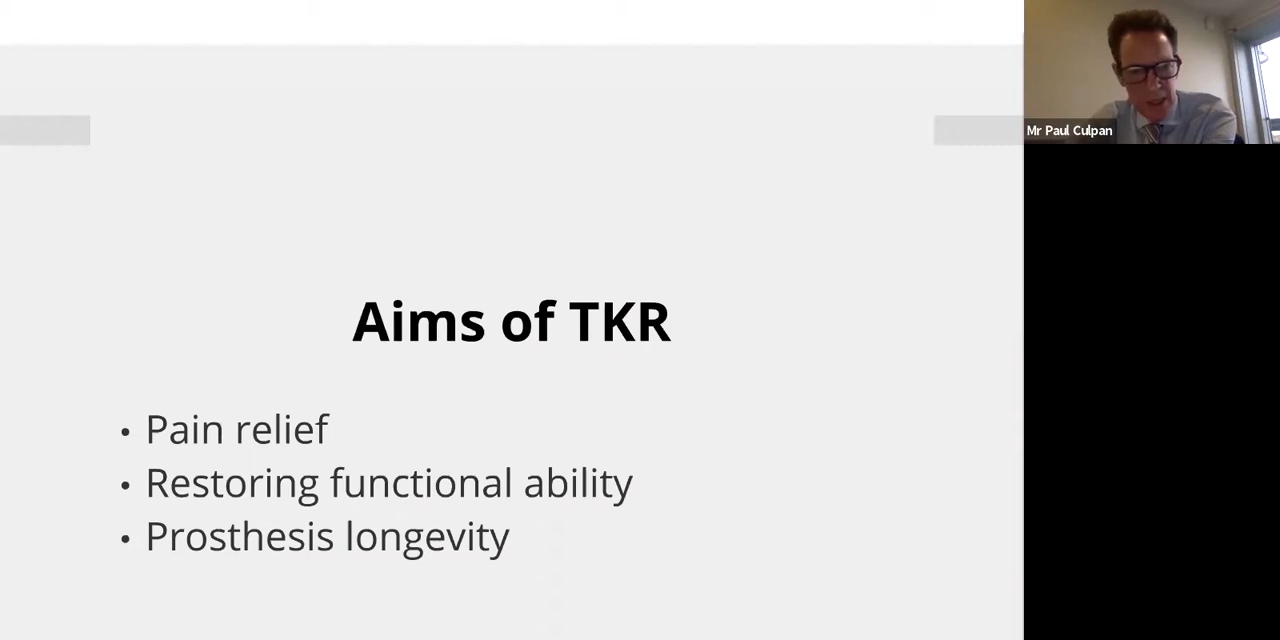 Mr Paul Culpan
Aims of TKR
• Pain relief
• Restoring functional ability
• Prosthesis longevity